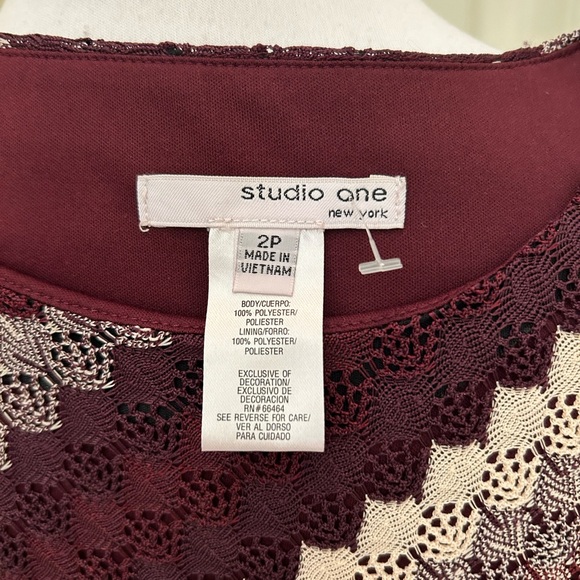 studio one
new york
2P
MADE IN
VIETNAM
BODY/CUERPO:
100% POLYESTER/
POLIESTER
LINING/FORRO:
100% POLYESTER/
POLIESTER
EXCLUSIVE OF
DECORATION/
EXCLUSIVO DE
DECORACION
RN# 66464
SEE REVERSE FOR CARE/
VER AL DORSO
PARA CUIDADO